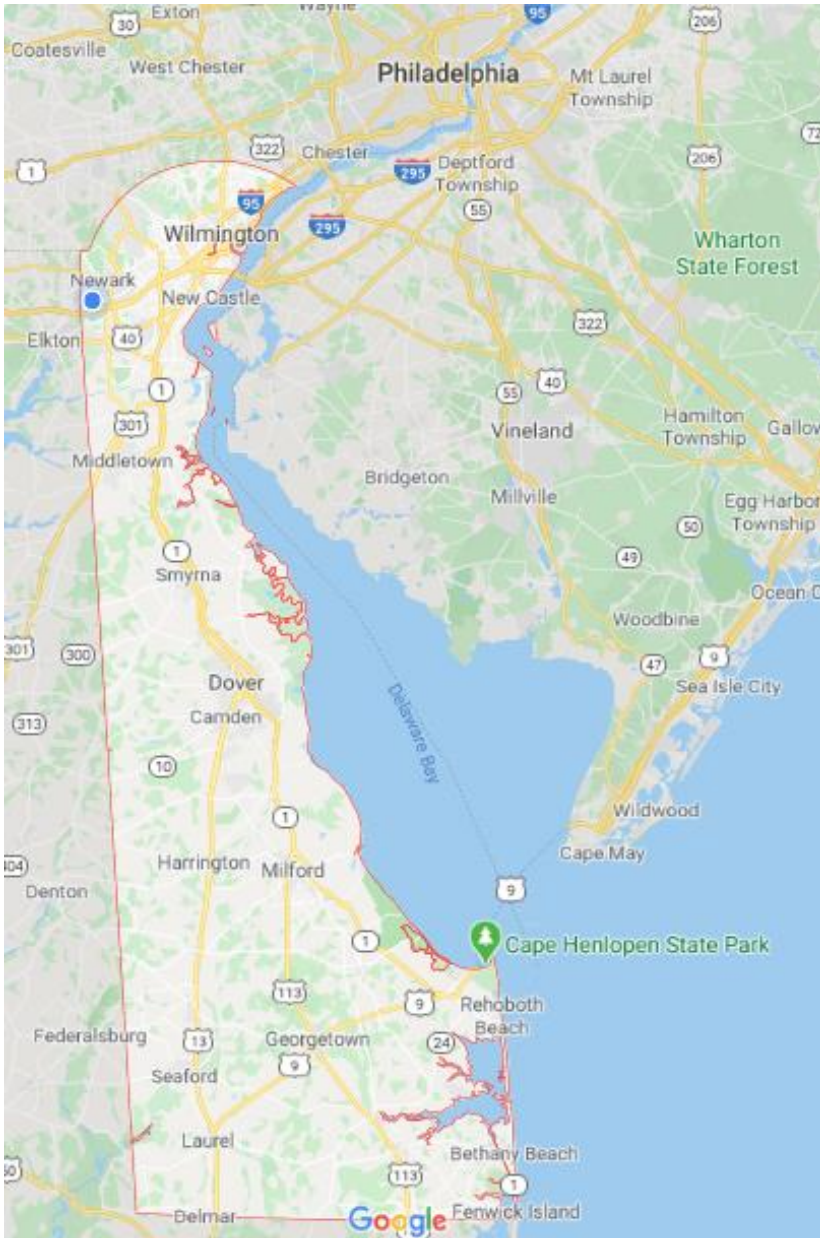 95
Wayne
Exton
30
206
Coatesville
West Chester
Philadelphia
Mt Laurel
Township
72
322
Chester
1
295
Deptford
Township
206
95
55
Wilmington
295
Wharton
State Forest
Newark
New Castle
322
Elkton
40
1
55
40
301
Hamilton
Township
Gallow
Middletown
Vineland
Bridgeton
Millville
Egg Harbor
Township
50
1
49
Smyrna
Ocean C
Woodbine
301
300
47
9
Dover
Sea Isle City
Camden
313
Delaware Bay
10
1
Wildwood
Harrington
Milford
Cape May
404
Denton
9
1
Cape Henlopen State Park
113
9
Rehoboth
Beach
Federalsburg
13
Georgetown
24
9
Seaford
Laurel
Bethany Beach
50
113
1
Delmar
Google
Fenwick Island